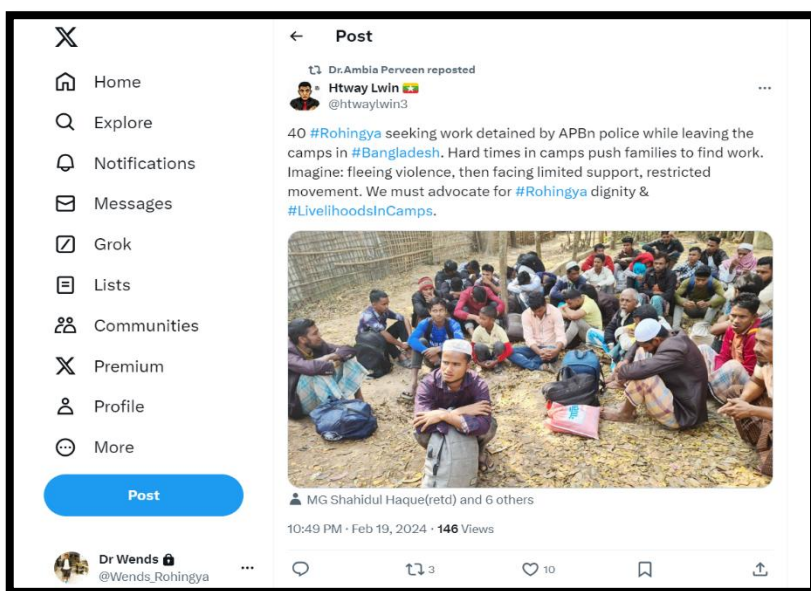 Home
Explore
Notifications
Messages
Grok
Lists
Communities
Premium
Profile
More
Post
Dr Wends
@Wends_Rohingya
Post
Dr.Ambia Perveen reposted
Htway Lwin
@htwaylwin3
40 #Rohingya seeking work detained by APBn police while leaving the
camps in #Bangladesh. Hard times in camps push families to find work.
Imagine: fleeing violence, then facing limited support, restricted
movement. We must advocate for #Rohingya dignity &
#LivelihoodsInCamps.
MG Shahidul Haque(retd) and 6 others
10:49 PM · Feb 19, 2024 · 146 Views
3
10